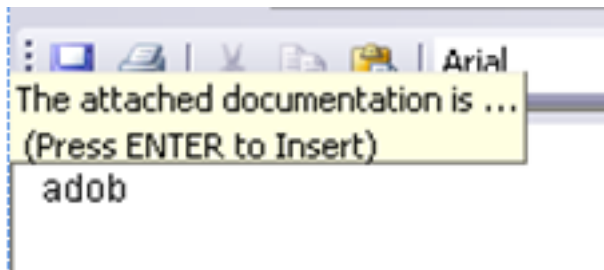 Arial
The attached documentation is ...
(Press ENTER to Insert)
adob